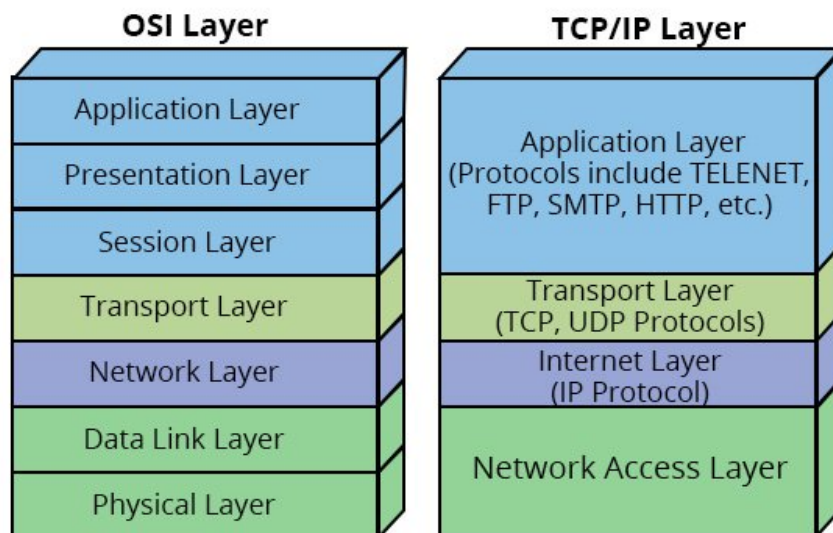 OSI Layer
Application Layer
Presentation Layer
Session Layer
Transport Layer
Network Layer
Data Link Layer
Physical Layer
TCP/IP Layer
Application Layer
(Protocols include TELENET,
FTP, SMTP, HTTP, etc.)
Transport Layer
(TCP, UDP Protocols)
Internet Layer
(IP Protocol)
Network Access Layer